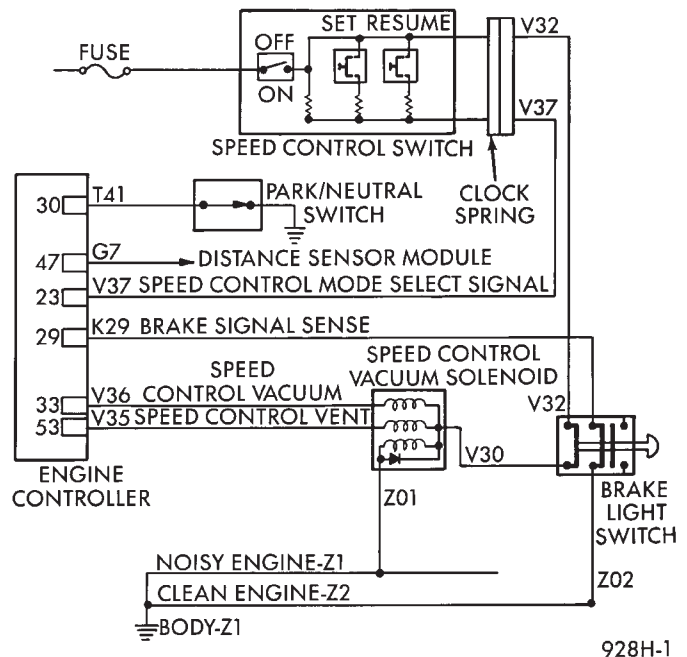 SET RESUME
V32
OFF
FUSE
ON
V37
SPEED CONTROL SWITCH
CLOCK
SPRING
30
T41
PARK/NEUTRAL
SWITCH
47
G7
DISTANCE SENSOR MODULE
23
V37 SPEED CONTROL MODE SELECT SIGNAL
29
K29 BRAKE SIGNAL SENSE
SPEED
CONTROL VACUUM
SPEED CONTROL
VACUUM SOLENOID
33
V36
V32
53
V35 SPEED CONTROL VENT
V30
ENGINE
CONTROLLER
Z01
BRAKE
LIGHT
SWITCH
NOISY ENGINE-Z1
Z02
CLEAN ENGINE-Z2
BODY-Z1
928H-1